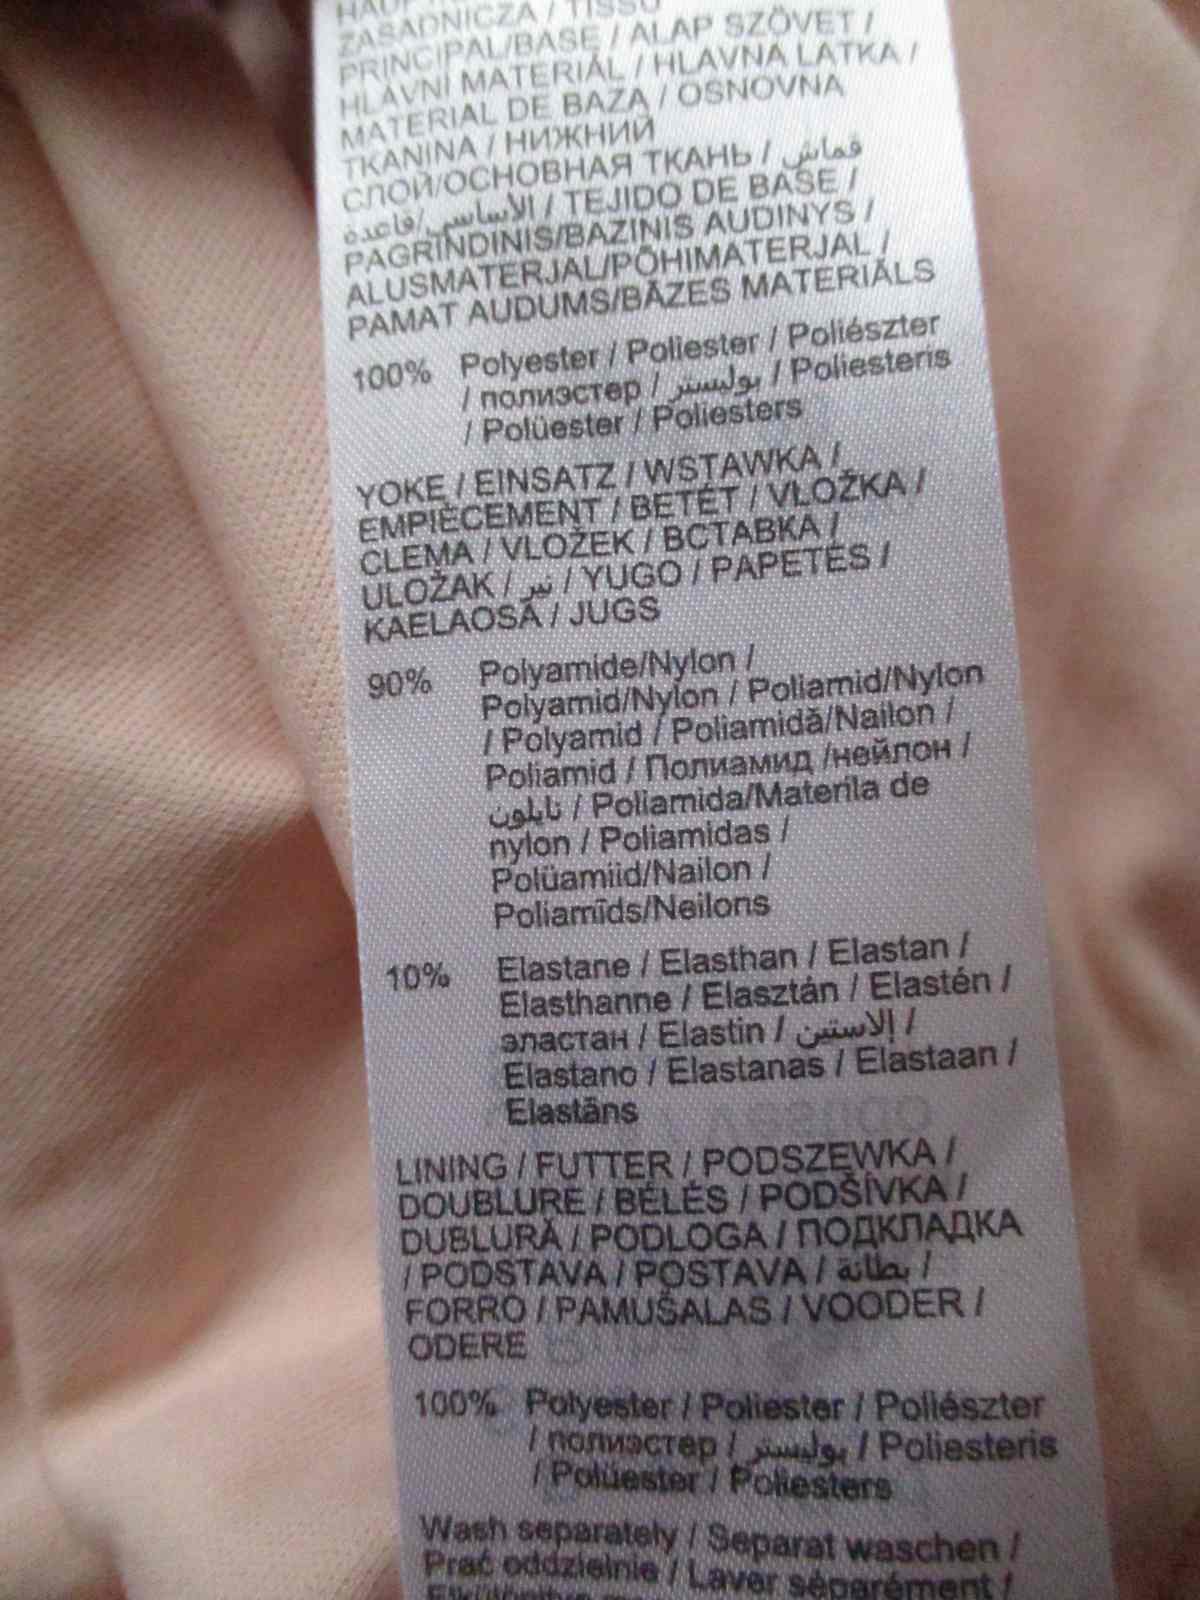 ZASADNICZA / TISSU
PRINCIPAL/BASE / ALAP SZÖVET /
HLAVNÍ MATERIÁL / HLAVNA LÁTKA /
MATERIAL DE BAZĂ / OSNOVNA
TKANINA / НИЖНИЙ
СЛОЙ/ОСНОВНАЯ ТКАНЬ / قماش
الاساسي/قاعدة / TEJIDO DE BASE /
PAGRINDINIS/BAZINIS AUDINYS /
ALUSMATERJAL/PÕHIMATERJAL /
PAMAT AUDUMS/BĀZES MATERIĀLS
100% Polyester / Poliester / Poliészter
/ полиэстер / بوليستر / Poliesteris
/ Polüester / Poliesters
YOKE / EINSATZ / WSTAWKA /
EMPIÈCEMENT / BETÉT / VLOŽKA /
CLEMA / VLOŽEK / ВСТАВКА /
ULOŽAK / نير / YUGO / PAPETĖS /
KAELAOSA / JUGS
90% Polyamide/Nylon /
Polyamid/Nylon / Poliamid/Nylon
/ Polyamid / Poliamidă/Nailon /
Poliamid / Полиамид /нейлон /
نايلون / Poliamida/Materila de
nylon / Poliamidas /
Polüamiid/Nailon /
Poliamīds/Neilons
10% Elastane / Elasthan / Elastan /
Elasthanne / Elasztán / Elastén /
эластан / Elastin / إلاستين /
Elastano / Elastanas / Elastaan /
Elastāns
LINING / FUTTER / PODSZEWKA /
DOUBLURE / BÉLÉS / PODŠÍVKA /
DUBLURĂ / PODLOGA / ПОДКЛАДКА
/ PODSTAVA / POSTAVA / بطانة /
FORRO / PAMUŠALAS / VOODER /
ODERE
100% Polyester / Poliester / Poliészter
/ полиэстер / بوليستر / Poliesteris
/ Polüester / Poliesters
Wash separately / Separat waschen /
Prać oddzielnie / Laver séparément /